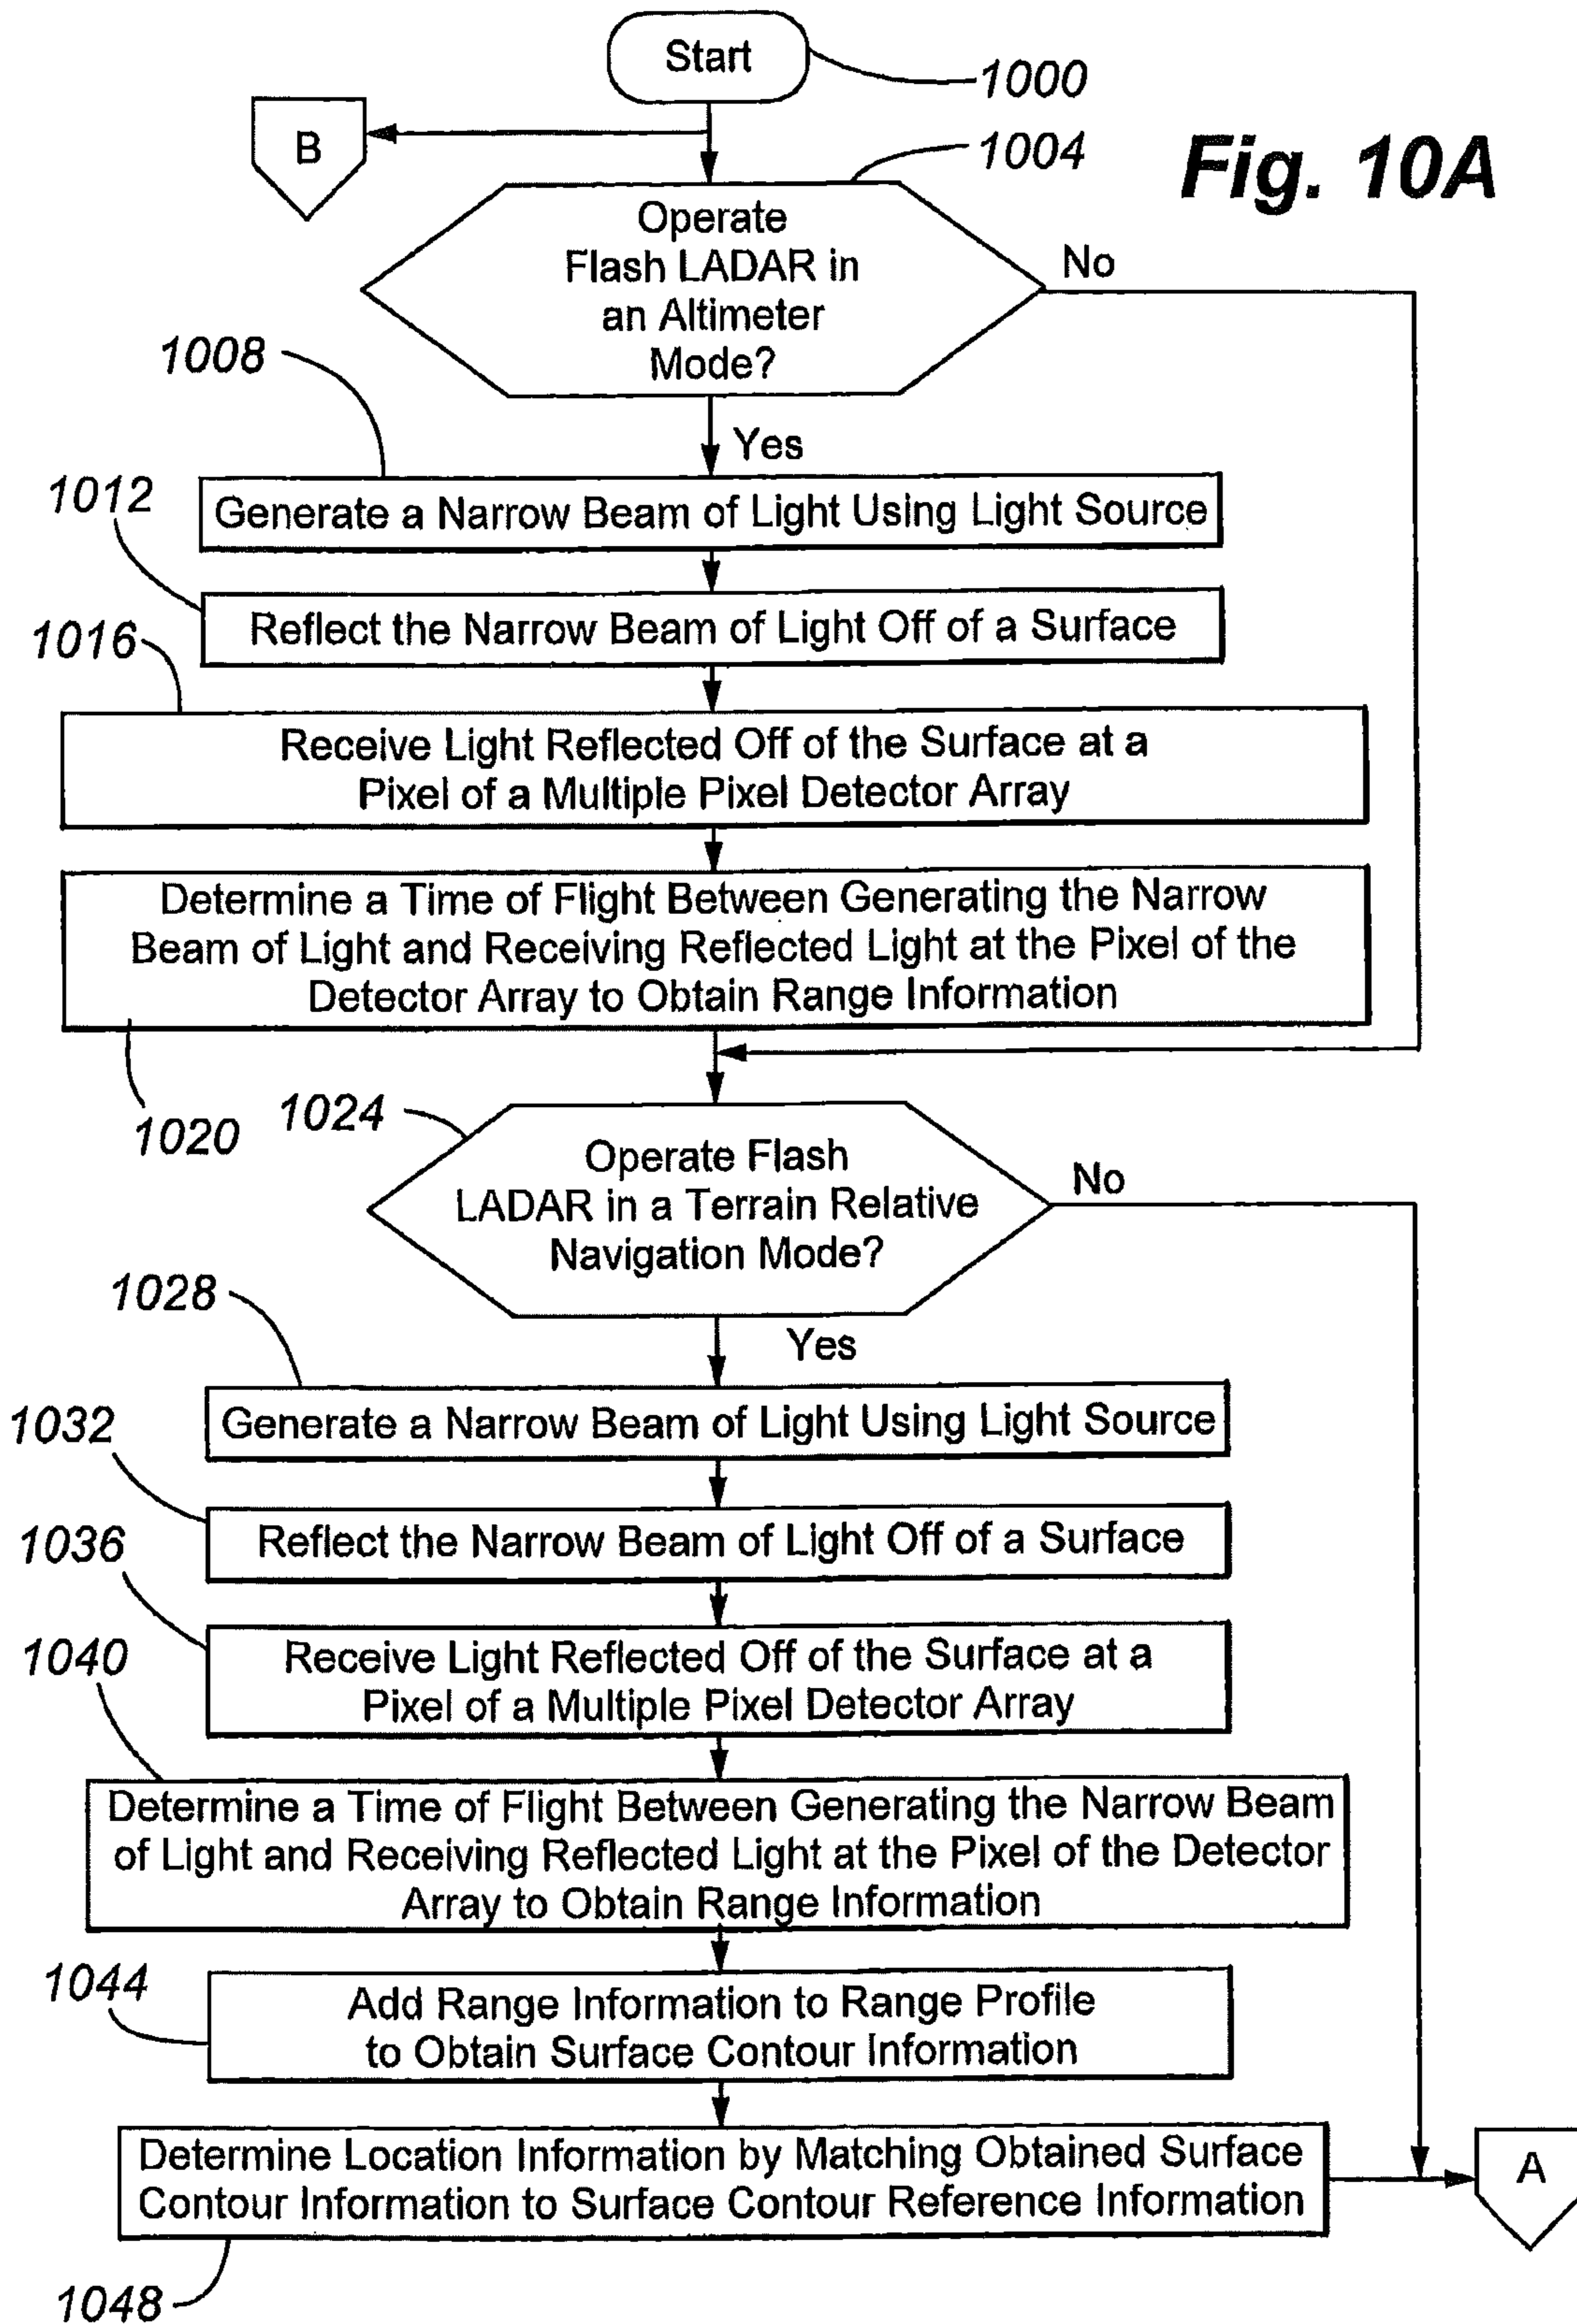 Start
1000
B
1004
Fig. 10A
Operate
Flash LADAR in
an Altimeter
Mode?
No
1008
Yes
1012
Generate a Narrow Beam of Light Using Light Source
Reflect the Narrow Beam of Light Off of a Surface
1016
Receive Light Reflected Off of the Surface at a
Pixel of a Multiple Pixel Detector Array
Determine a Time of Flight Between Generating the Narrow
Beam of Light and Receiving Reflected Light at the Pixel of the
Detector Array to Obtain Range Information
1020
1024
Operate Flash
LADAR in a Terrain Relative
Navigation Mode?
No
1028
Yes
1032
Generate a Narrow Beam of Light Using Light Source
Reflect the Narrow Beam of Light Off of a Surface
1036
Receive Light Reflected Off of the Surface at a
Pixel of a Multiple Pixel Detector Array
1040
Determine a Time of Flight Between Generating the Narrow Beam
of Light and Receiving Reflected Light at the Pixel of the Detector
Array to Obtain Range Information
1044
Add Range Information to Range Profile
to Obtain Surface Contour Information
Determine Location Information by Matching Obtained Surface
Contour Information to Surface Contour Reference Information
A
1048